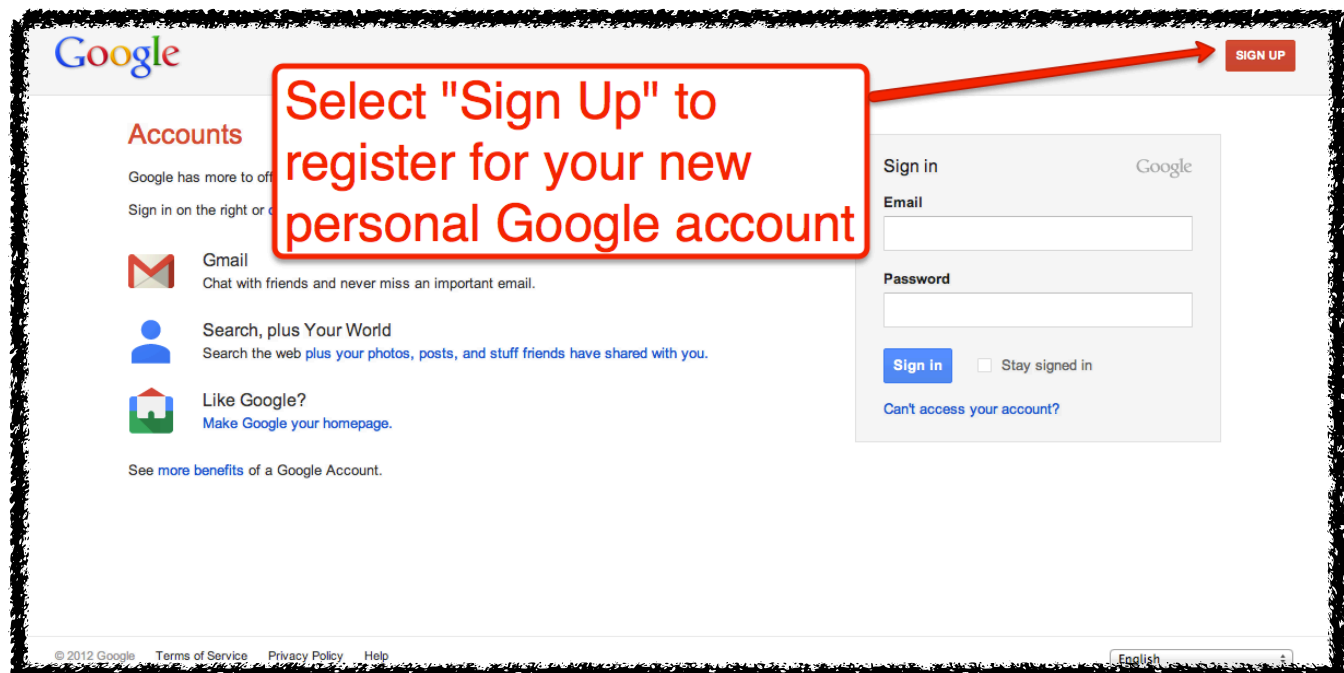 Google
SIGN UP
Select "Sign Up" to
register for your new
personal Google account
Accounts
Google has more to off
Sign in on the right or
Gmail
Chat with friends and never miss an important email.
Search, plus Your World
Search the web plus your photos, posts, and stuff friends have shared with you.
Like Google?
Make Google your homepage.
See more benefits of a Google Account.
Sign in Google
Email
Password
Sign in Stay signed in
Can't access your account?
© 2012 Google Terms of Service Privacy Policy Help
English